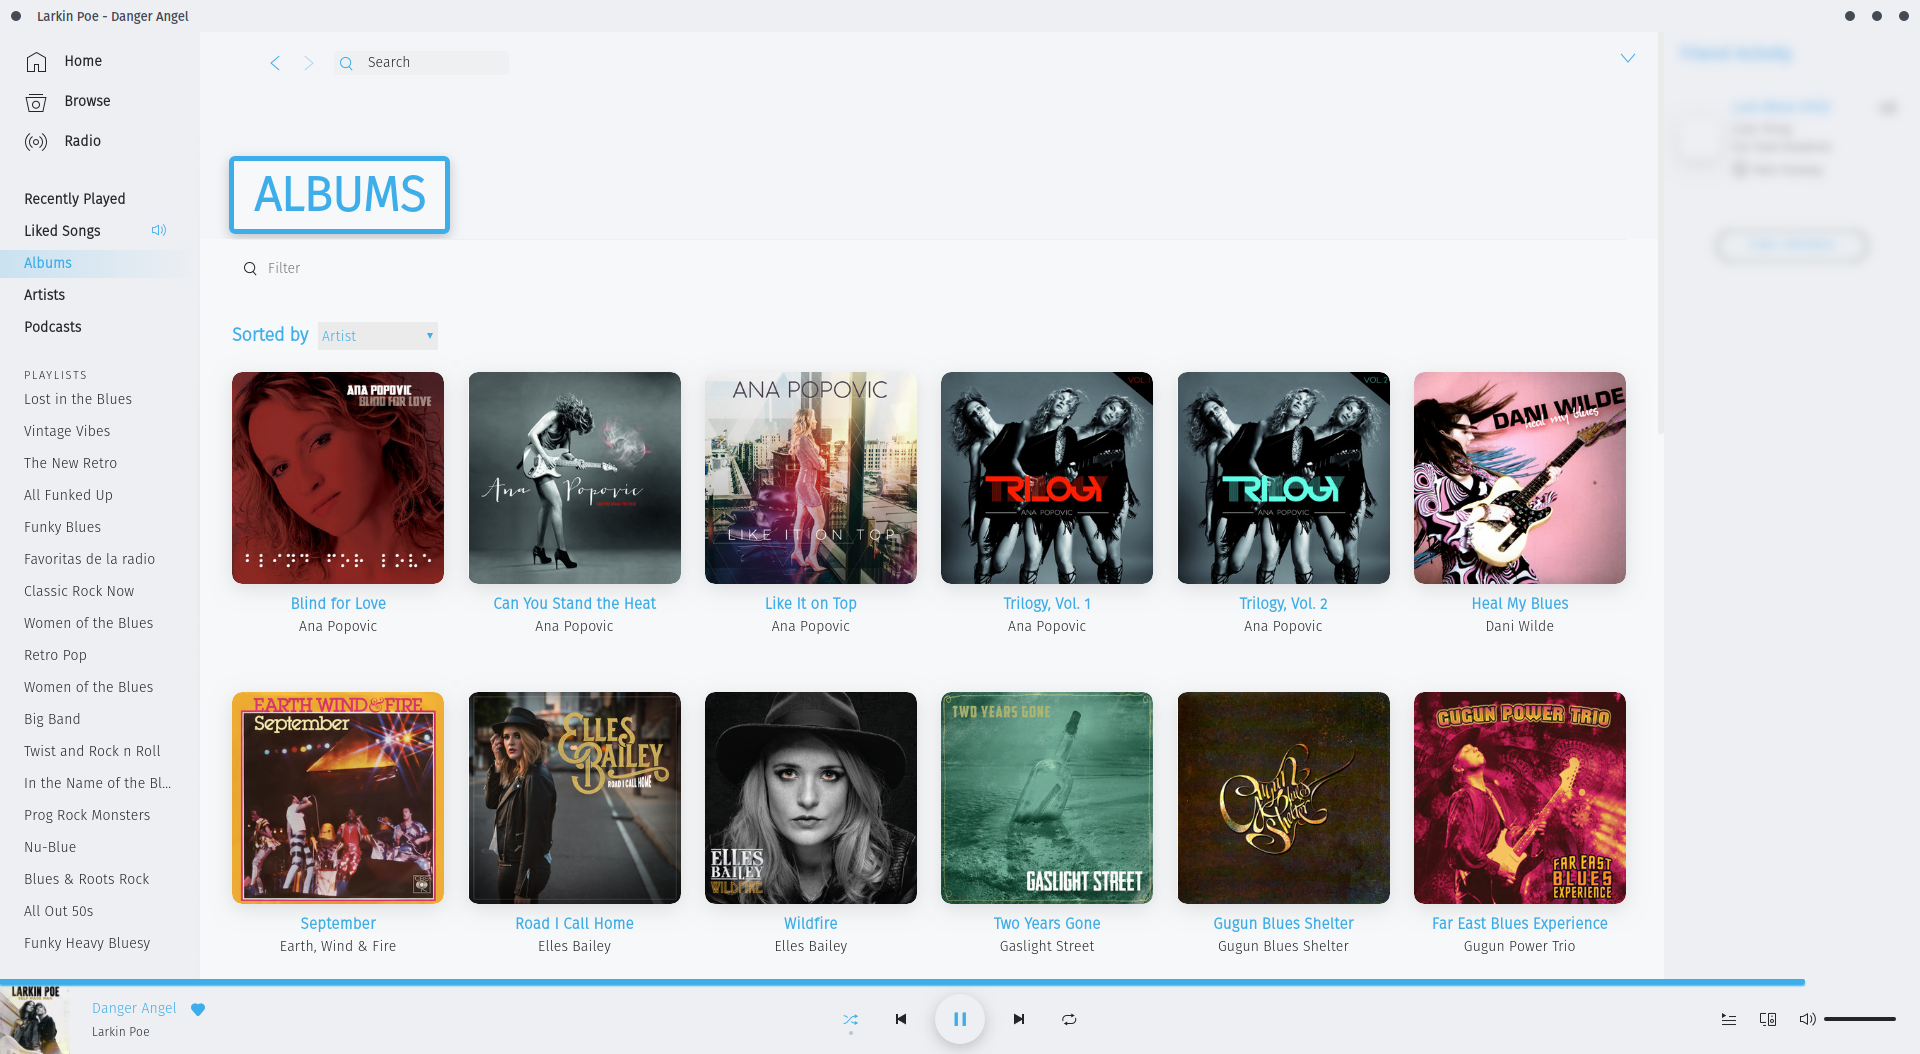 Larkin Poe - Danger Angel
Home
Browse
Radio
Recently Played
Liked Songs
Albums
Artists
Podcasts
PLAYLISTS
Lost in the Blues
Vintage Vibes
The New Retro
All Funked Up
Funky Blues
Favoritas de la radio
Classic Rock Now
Women of the Blues
Retro Pop
Women of the Blues
Big Band
Twist and Rock n Roll
In the Name of the Bl...
Prog Rock Monsters
Nu-Blue
Blues & Roots Rock
All Out 50s
Funky Heavy Bluesy
Search
ALBUMS
Filter
Sorted by
Artist
ANA POPOVIC
BLIND FOR LOVE
Blind for Love
Ana Popovic
Ana Popovic
Can You Stand the Heat
Ana Popovic
ANA POPOVIC
LIKE IT ON TOP
Like It on Top
Ana Popovic
VOL.1
TRILOGY
ANA POPOVIC
Trilogy, Vol. 1
Ana Popovic
VOL.2
TRILOGY
ANA POPOVIC
Trilogy, Vol. 2
Ana Popovic
DANI WILDE
heal my blues
Heal My Blues
Dani Wilde
EARTH WIND & FIRE
September
CBS
September
Earth, Wind & Fire
ELLES
BAILEY
ROAD I CALL HOME
Road I Call Home
Elles Bailey
ELLES
BAILEY
WILDFIRE
Wildfire
Elles Bailey
TWO YEARS GONE
GASLIGHT STREET
Two Years Gone
Gaslight Street
Gugun
Blues
Shelter
Gugun Blues Shelter
Gugun Blues Shelter
GUGUN POWER TRIO
FAR EAST
BLUES
EXPERIENCE
Far East Blues Experience
Gugun Power Trio
LARKIN POE
Danger Angel
Larkin Poe